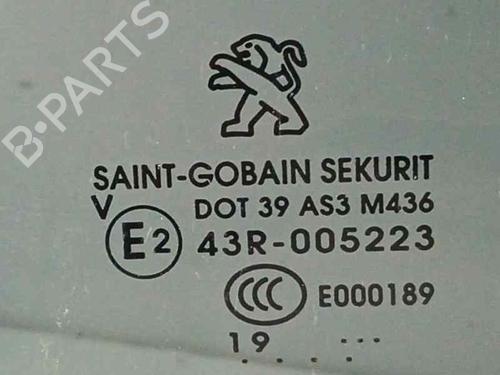 B-PARTS
SAINT-GOBAIN SEKURIT
V DOT 39 AS3 M436
E2 43R-005223
CCC E000189
19 ... .. . ..